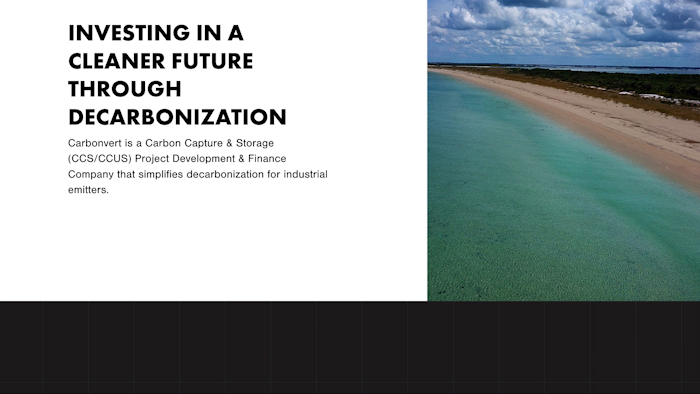 INVESTING IN A
CLEANER FUTURE
THROUGH
DECARBONIZATION
Carbonvert is a Carbon Capture & Storage
(CCS/CCUS) Project Development & Finance
Company that simplifies decarbonization for industrial
emitters.